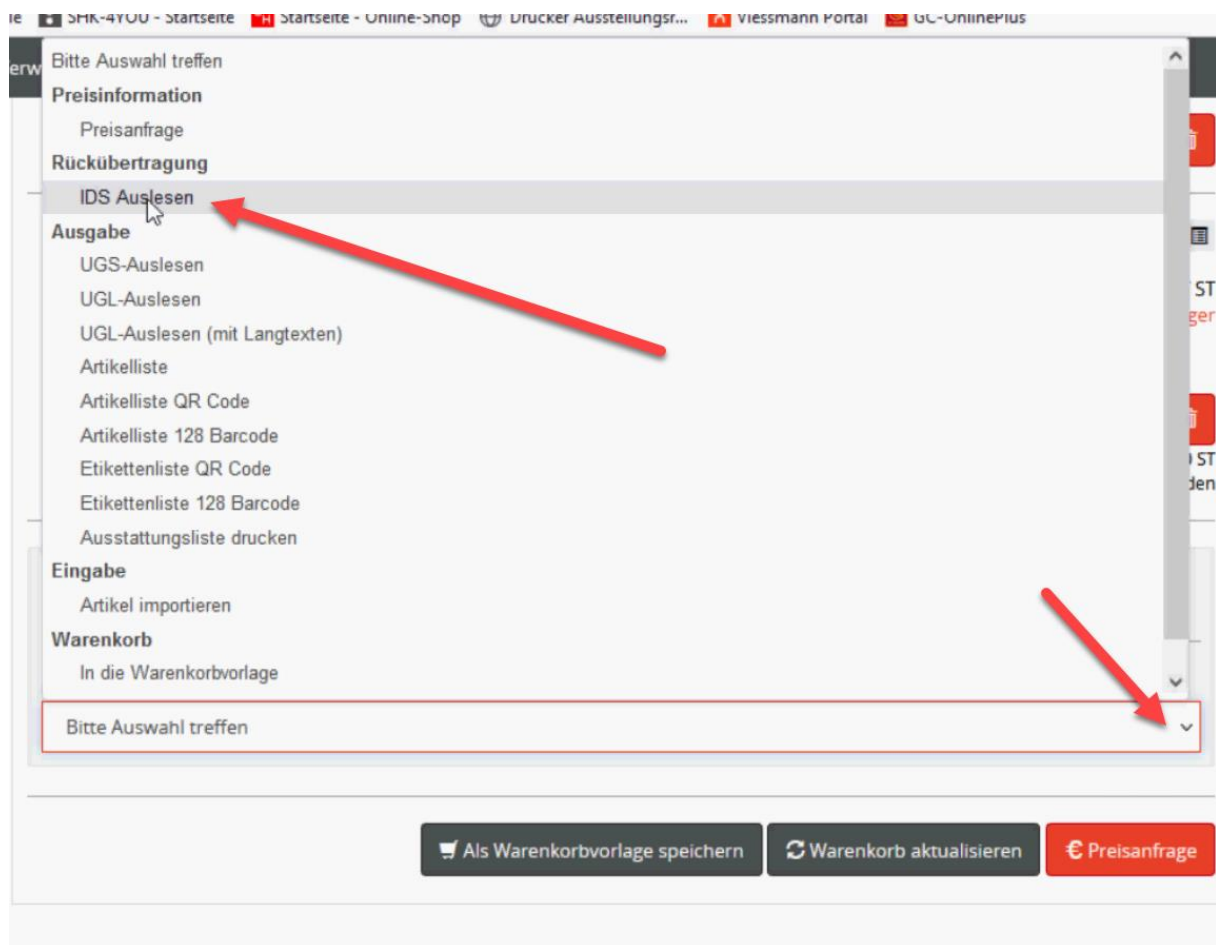 SHK-4YOU - Startseite Startseite - Online-Shop Drucker Ausstellungsr... Viessmann Portal GC-OnlinePlus
Bitte Auswahl treffen
Preisinformation
Preisanfrage
Rückübertragung
IDS Auslesen
Ausgabe
UGS-Auslesen
UGL-Auslesen
ST
UGL-Auslesen (mit Langtexten)
Artikelliste
Artikelliste QR Code
Artikelliste 128 Barcode
Etikettenliste QR Code
ST
Etikettenliste 128 Barcode
Ausstattungsliste drucken
Eingabe
Artikel importieren
Warenkorb
In die Warenkorbvorlage
Bitte Auswahl treffen
Als Warenkorbvorlage speichern Warenkorb aktualisieren € Preisanfrage